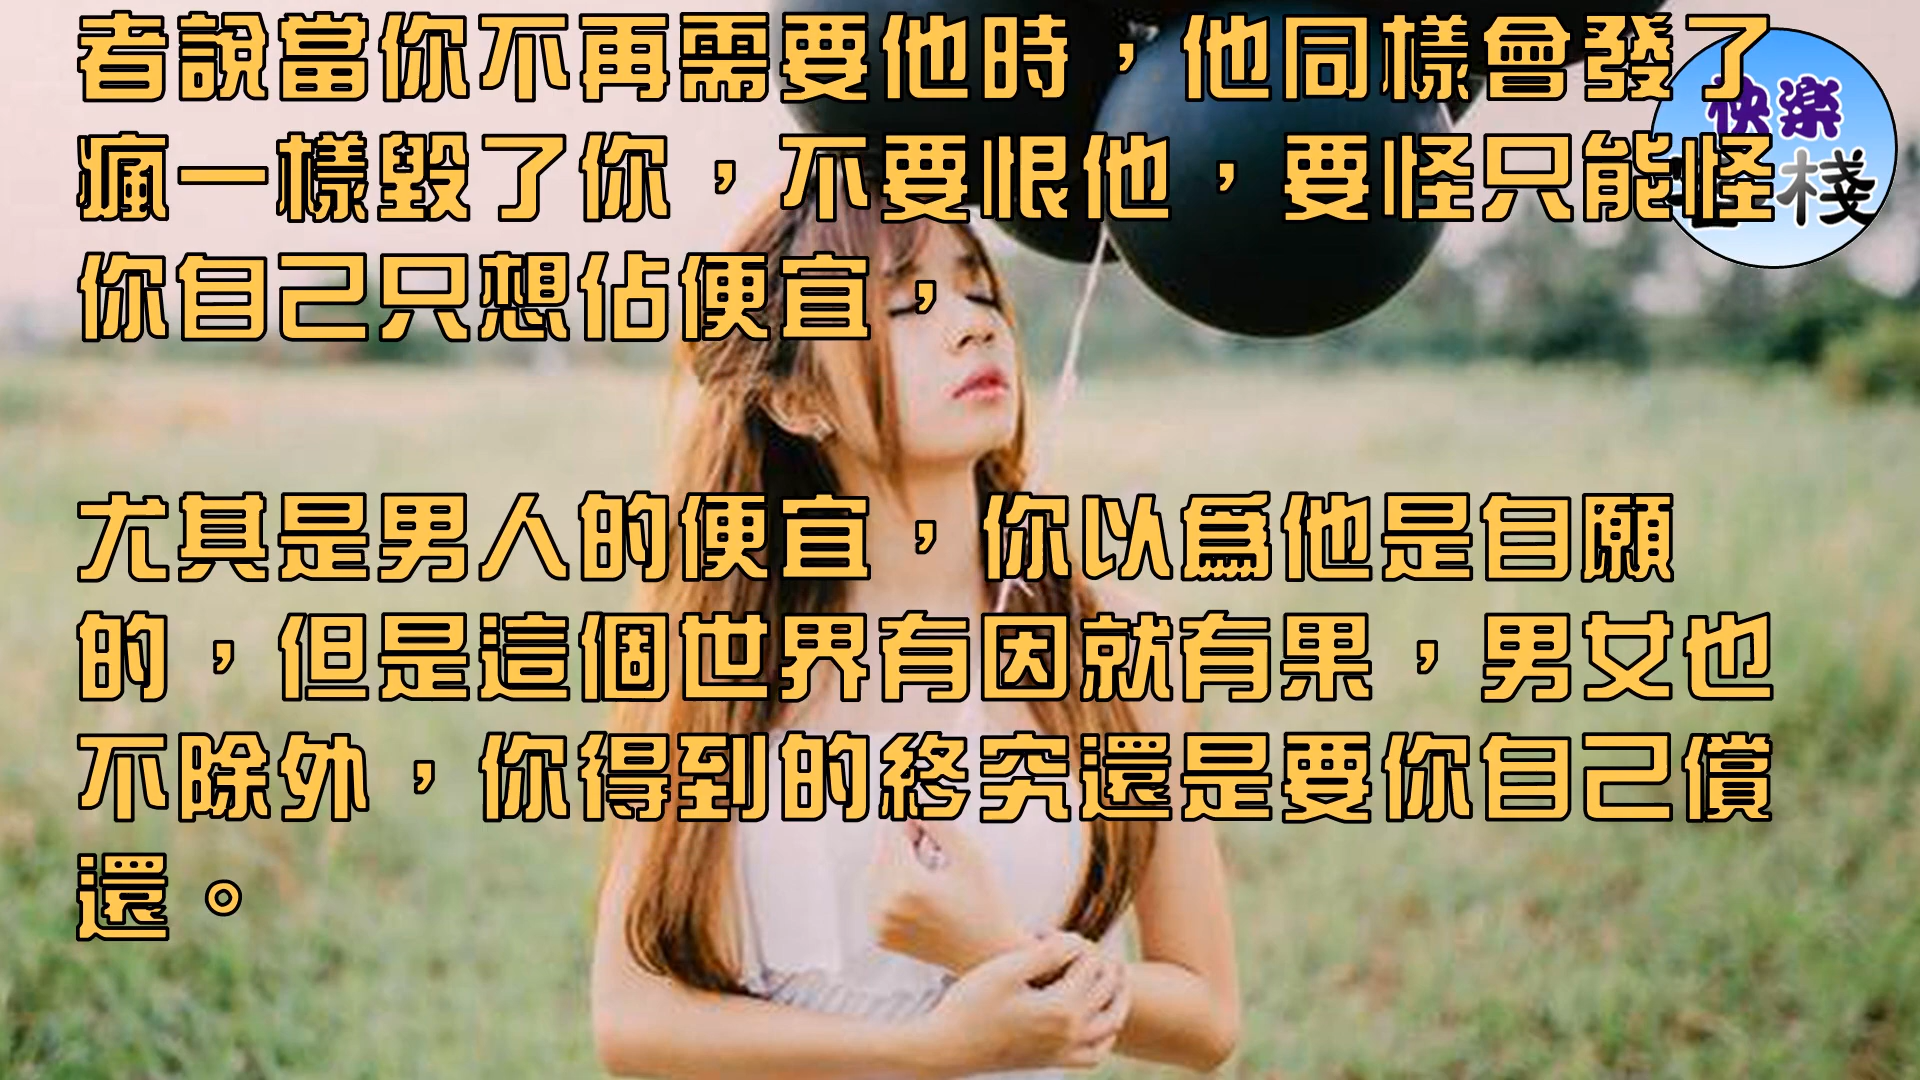 者說當你不再需要他時，他同樣會發了
瘋一樣毀了你，不要恨他，要怪只能怪
你自己只想佔便宜，
尤其是男人的便宜，你以爲他是自願
的，但是這個世界有因就有果，男女也
不除外，你得到的終究還是要你自己償
還。
快樂
棧